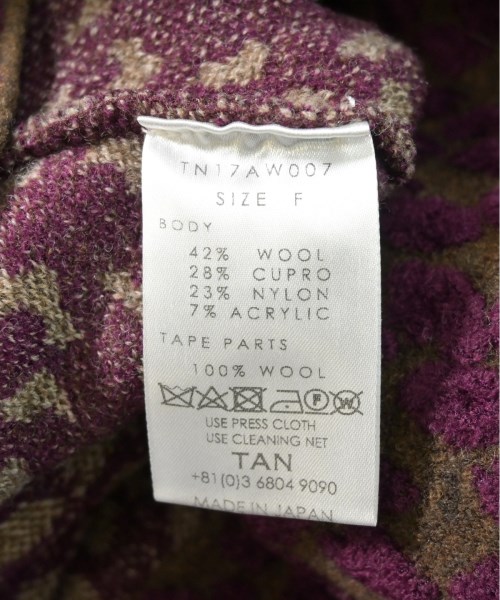 TN17AW007
SIZE F
BODY
42% WOOL
28% CUPRO
23% NYLON
7% ACRYLIC
TAPE PARTS
100% WOOL
F W
USE PRESS CLOTH
USE CLEANING NET
TAN
+81(0)3 6804 9090
MADE IN JAPAN